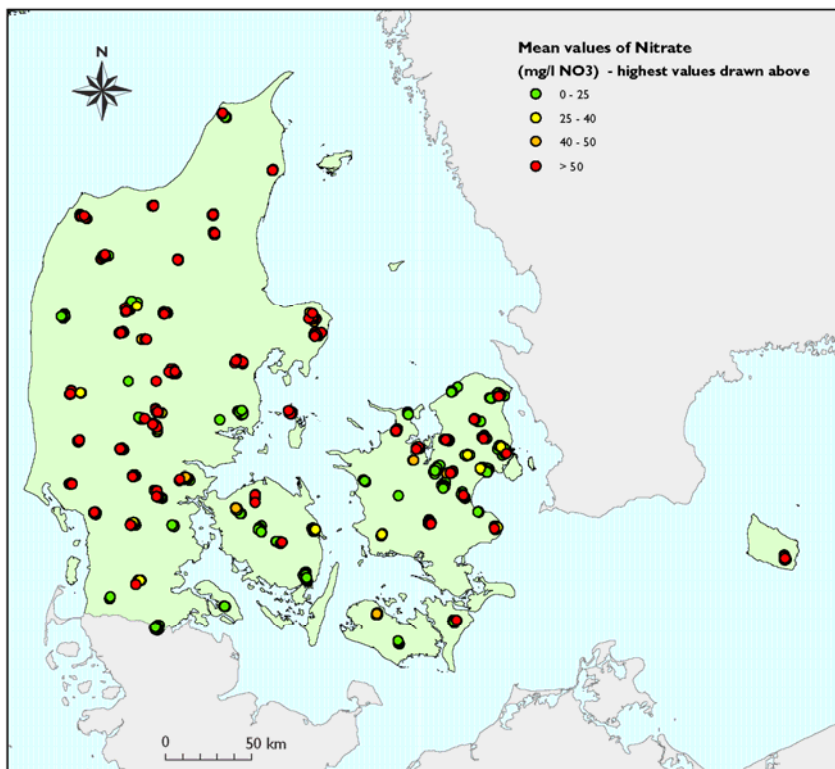 N
Mean values of Nitrate
(mg/l NO3) - highest values drawn above
0 - 25
25 - 40
40 - 50
> 50
0 50 km